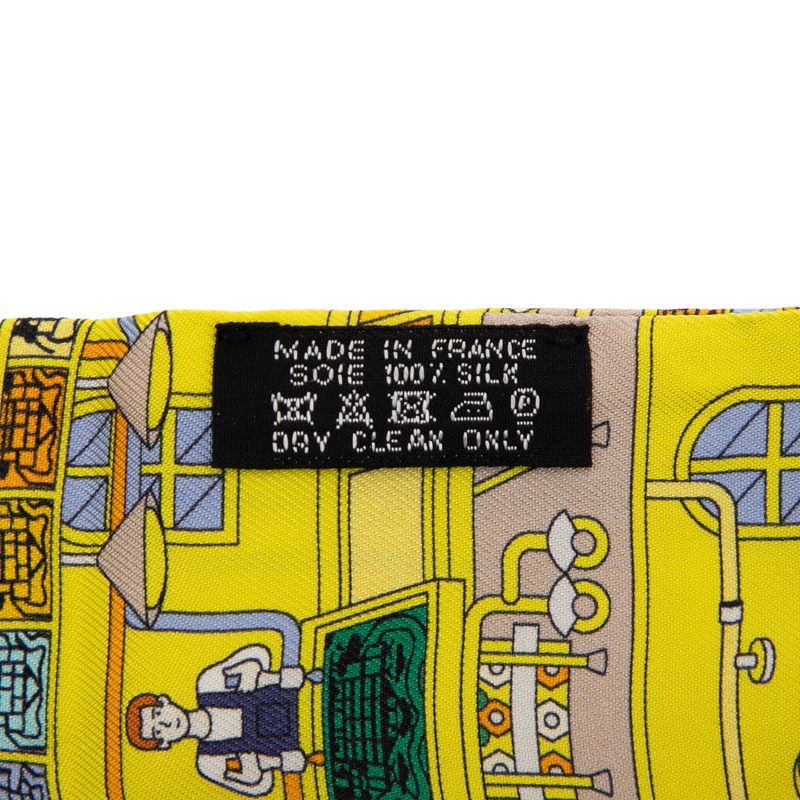 MADE IN FRANCE
SOIE 100% SILK
P
DRY CLEAN ONLY